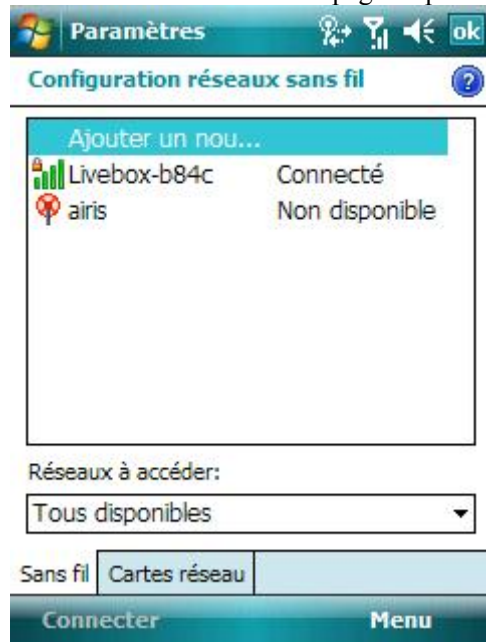 Paramètres ok
Configuration réseaux sans fil ?
Ajouter un nou...
Livebox-b84c Connecté
airis Non disponible
Réseaux à accéder:
Tous disponibles
Sans fil Cartes réseau
Connecter Menu